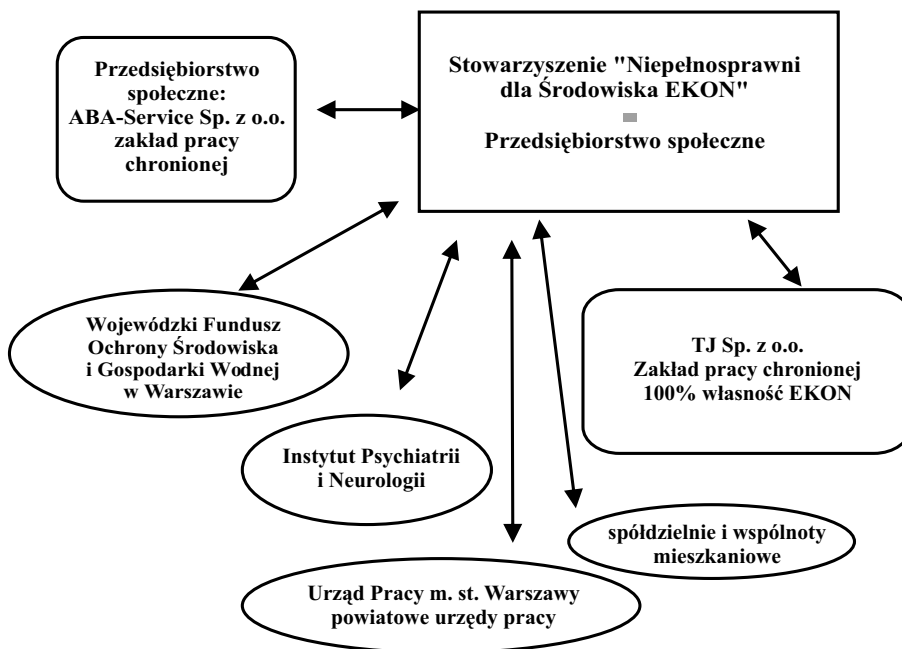 Przedsiębiorstwo
społeczne:
ABA-Service Sp. z o.o.
zakład pracy
chronionej
Stowarzyszenie "Niepełnosprawni
dla Środowiska EKON"
Przedsiębiorstwo społeczne
Wojewódzki Fundusz
Ochrony Środowiska
i Gospodarki Wodnej
w Warszawie
TJ Sp. z o.o.
Zakład pracy chronionej
100% własność EKON
Instytut Psychiatrii
i Neurologii
spółdzielnie i wspólnoty
mieszkaniowe
Urząd Pracy m. st. Warszawy
powiatowe urzędy pracy